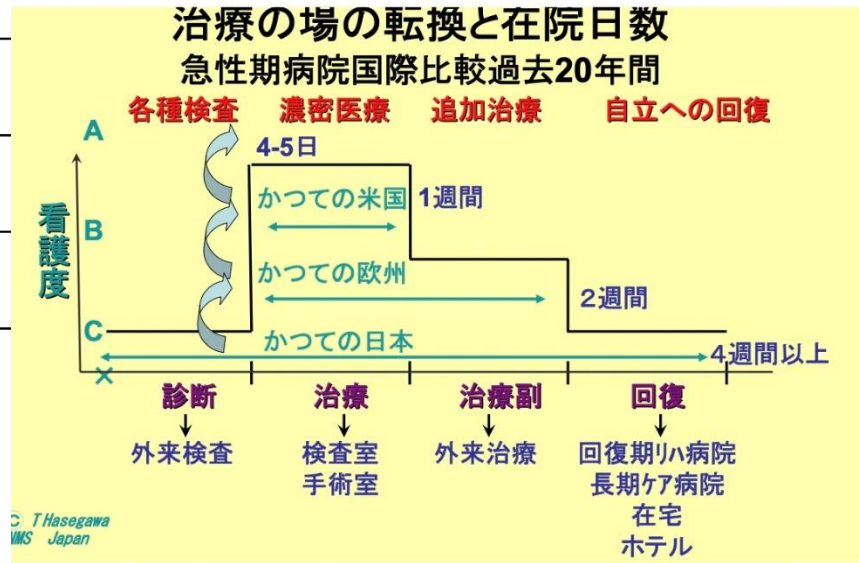 治療の場の転換と在院日数
急性期病院国際比較過去20年間
各種検査 濃密医療 追加治療 自立への回復
A
4-5日
かつての米国 1週間
看護度
B
かつての欧州
2週間
C
かつての日本
4週間以上
診断 治療 治療副 回復
外来検査 検査室 外来治療 回復期リハ病院
手術室 長期ケア病院
在宅
ホテル
© T Hasegawa
NMS Japan